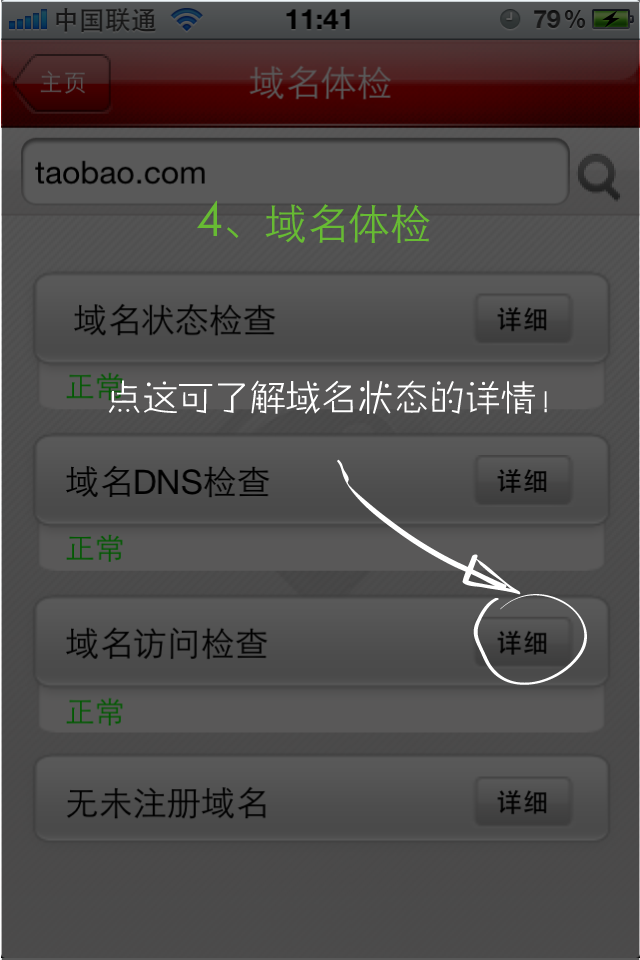 中国联通 11:41 79%
主页 域名体检
taobao.com
4、域名体检
域名状态检查 详细
正常
点这可了解域名状态的详情!
域名DNS检查 详细
正常
域名访问检查 详细
正常
无未注册域名 详细